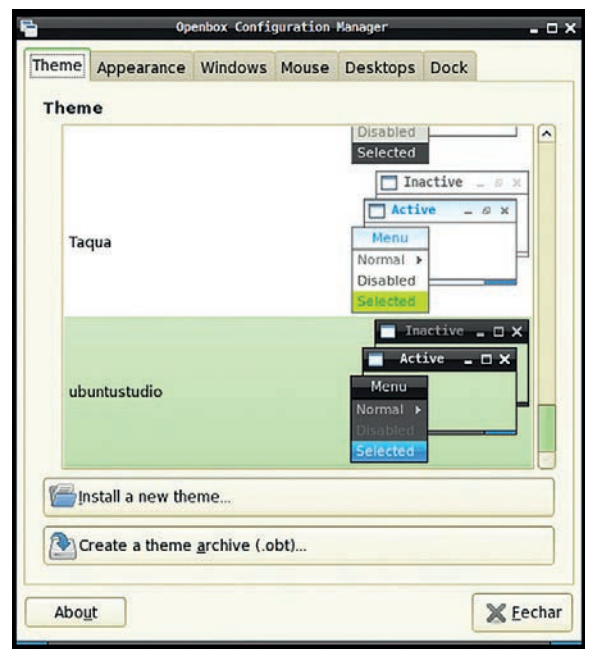 Openbox Configuration Manager
Theme Appearance Windows Mouse Desktops Dock
Theme
Disabled
Selected
Inactive
Active
Taqua
Menu
Normal
Disabled
Selected
Inactive
Active
ubuntustudio
Menu
Normal
Disabled
Selected
Install a new theme...
Create a theme archive (.obt)...
About
Fechar